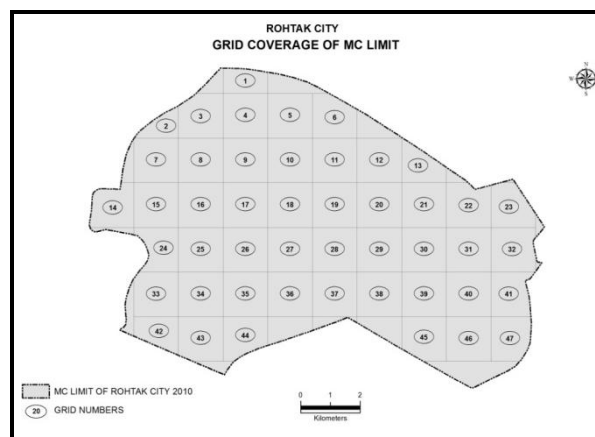 ROHTAK CITY
GRID COVERAGE OF MC LIMIT
N
W E
S
1
2 3 4 5 6
7 8 9 10 11 12 13
14 15 16 17 18 19 20 21 22 23
24 25 26 27 28 29 30 31 32
33 34 35 36 37 38 39 40 41
42 43 44 45 46 47
MC LIMIT OF ROHTAK CITY 2010
20 GRID NUMBERS
0 1 2
Kilometers